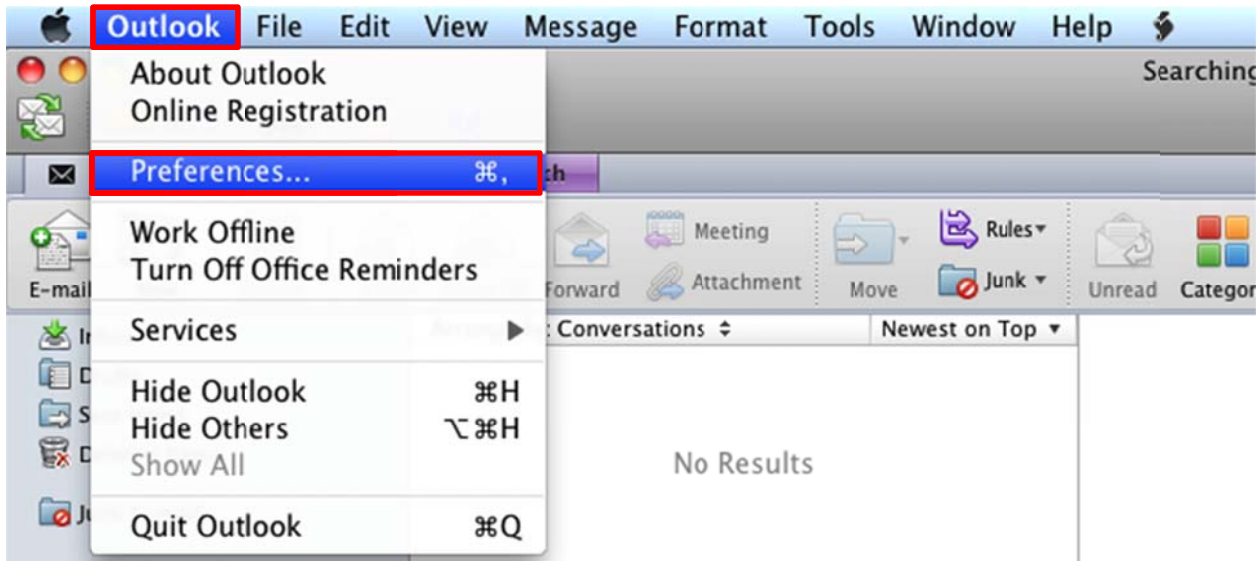 Outlook File Edit View Message Format Tools Window Help
Searching
About Outlook
Online Registration
Preferences... ⌘,
Work Offline
Turn Off Office Reminders
Services
Hide Outlook ⌘H
Hide Others ⌥⌘H
Show All
Quit Outlook ⌘Q
E-mail
Forward
Meeting
Attachment
Move
Rules
Junk
Unread
Categor
Conversations
Newest on Top
No Results